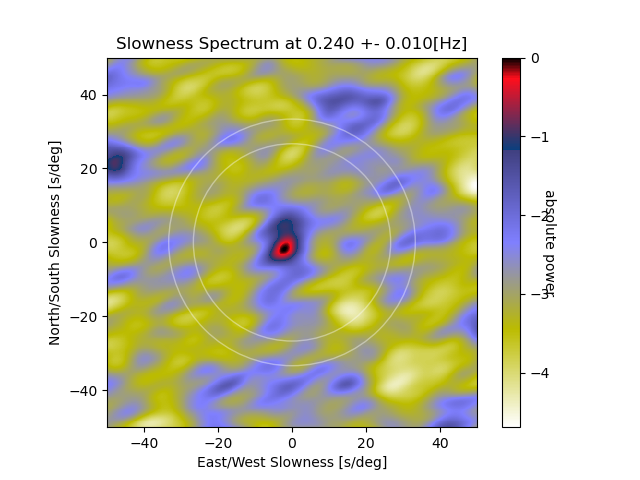 Slowness Spectrum at 0.240 +- 0.010[Hz]
North/South Slowness [s/deg]
40
20
0
−20
−40
−40 −20 0 20 40
East/West Slowness [s/deg]
0
−1
−2
−3
−4
absolute power